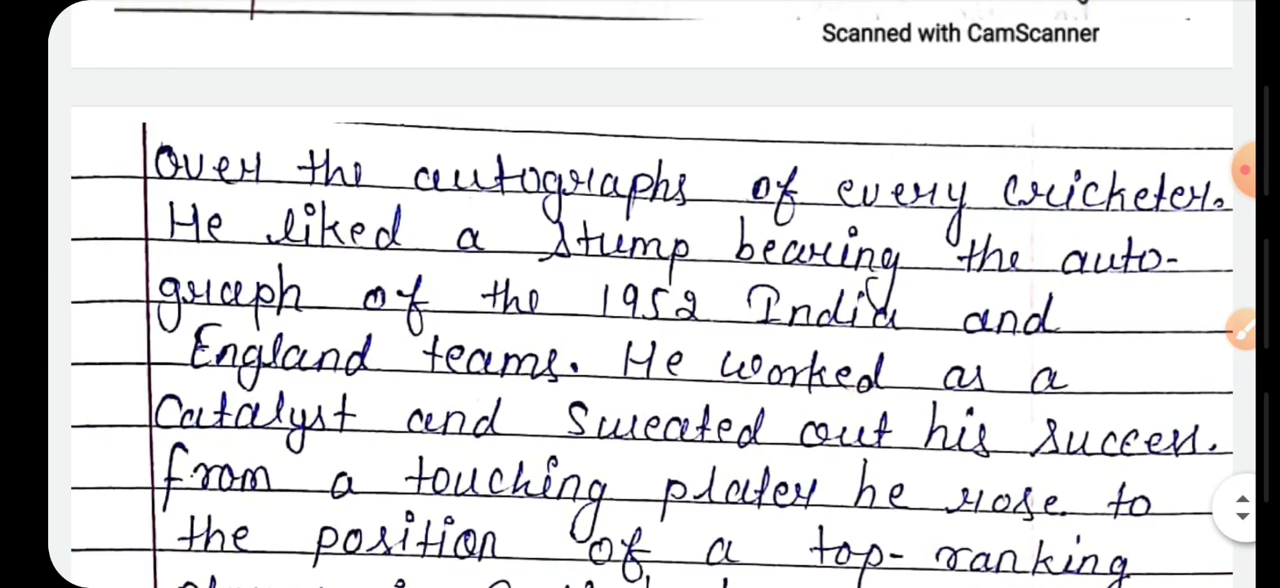 Scanned with CamScanner
Over the autographs of every cricketer.
He liked a stump bearing the auto-
graph of the 1952 India and
England teams. He worked as a
Catalyst and sweated out his success.
from a touching plater he rose to
the position of a top-ranking